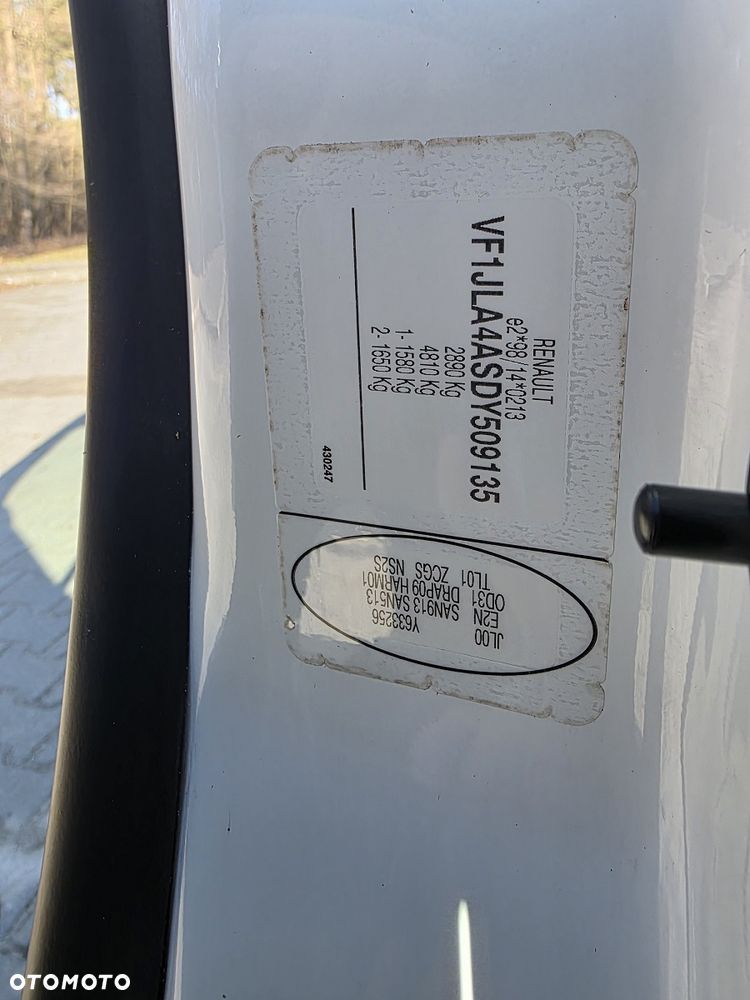 RENAULT
e2*98/14*0213
VF1JLA4ASDY509135
2890 Kg
4810 Kg
1- 1580 Kg
2- 1650 Kg
430247
JL00
E2N SAN913 SAN513
OD31 DRAP09 HARM01
TL01 ZCGS NS2S
Y633256
OTOMOTO